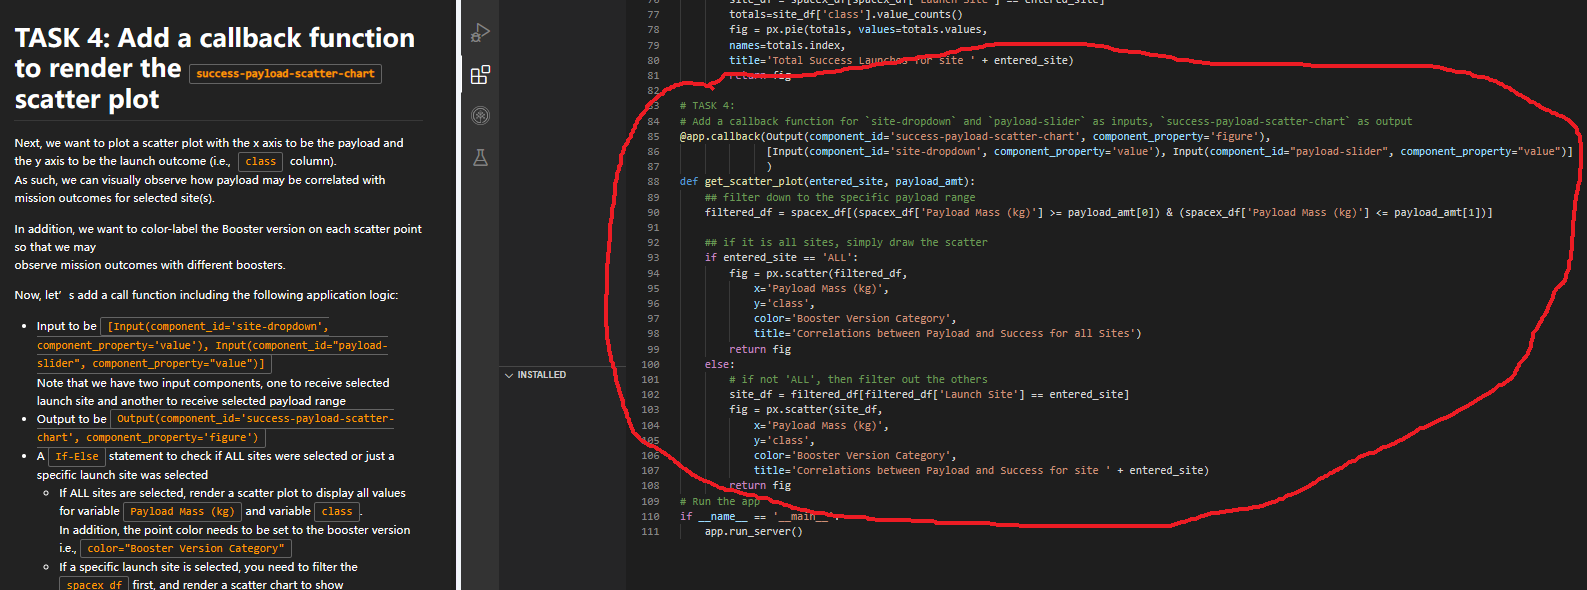 TASK 4: Add a callback function
to render the success-payload-scatter-chart
scatter plot
Next, we want to plot a scatter plot with the x axis to be the payload and
the y axis to be the launch outcome (i.e., class column).
As such, we can visually observe how payload may be correlated with
mission outcomes for selected site(s).
In addition, we want to color-label the Booster version on each scatter point
so that we may
observe mission outcomes with different boosters.
Now, let's add a call function including the following application logic:
• Input to be [Input(component_id='site-dropdown',
component_property='value'), Input(component_id="payload-
slider", component_property="value")]
Note that we have two input components, one to receive selected
launch site and another to receive selected payload range
• Output to be Output(component_id='success-payload-scatter-
chart', component_property='figure')
• A If-Else statement to check if ALL sites were selected or just a
specific launch site was selected
○ If ALL sites are selected, render a scatter plot to display all values
for variable Payload Mass (kg) and variable class.
In addition, the point color needs to be set to the booster version
i.e., color="Booster Version Category"
○ If a specific launch site is selected, you need to filter the
spacex_df first, and render a scatter chart to show
INSTALLED
76 site_df = spacex_df[spacex_df['Launch Site'] == entered_site]
77 totals=site_df['class'].value_counts()
78 fig = px.pie(totals, values=totals.values,
79 names=totals.index,
80 title='Total Success Launches for site ' + entered_site)
81 return fig
82
83 # TASK 4:
84 # Add a callback function for `site-dropdown` and `payload-slider` as inputs, `success-payload-scatter-chart` as output
85 @app.callback(Output(component_id='success-payload-scatter-chart', component_property='figure'),
86 [Input(component_id='site-dropdown', component_property='value'), Input(component_id="payload-slider", component_property="value")]
87 )
88 def get_scatter_plot(entered_site, payload_amt):
89 ## filter down to the specific payload range
90 filtered_df = spacex_df[(spacex_df['Payload Mass (kg)'] >= payload_amt[0]) & (spacex_df['Payload Mass (kg)'] <= payload_amt[1])]
91
92 ## if it is all sites, simply draw the scatter
93 if entered_site == 'ALL':
94 fig = px.scatter(filtered_df,
95 x='Payload Mass (kg)',
96 y='class',
97 color='Booster Version Category',
98 title='Correlations between Payload and Success for all Sites')
99 return fig
100 else:
101 # if not 'ALL', then filter out the others
102 site_df = filtered_df[filtered_df['Launch Site'] == entered_site]
103 fig = px.scatter(site_df,
104 x='Payload Mass (kg)',
105 y='class',
106 color='Booster Version Category',
107 title='Correlations between Payload and Success for site ' + entered_site)
108 return fig
109 # Run the app
110 if __name__ == '__main__':
111 app.run_server()